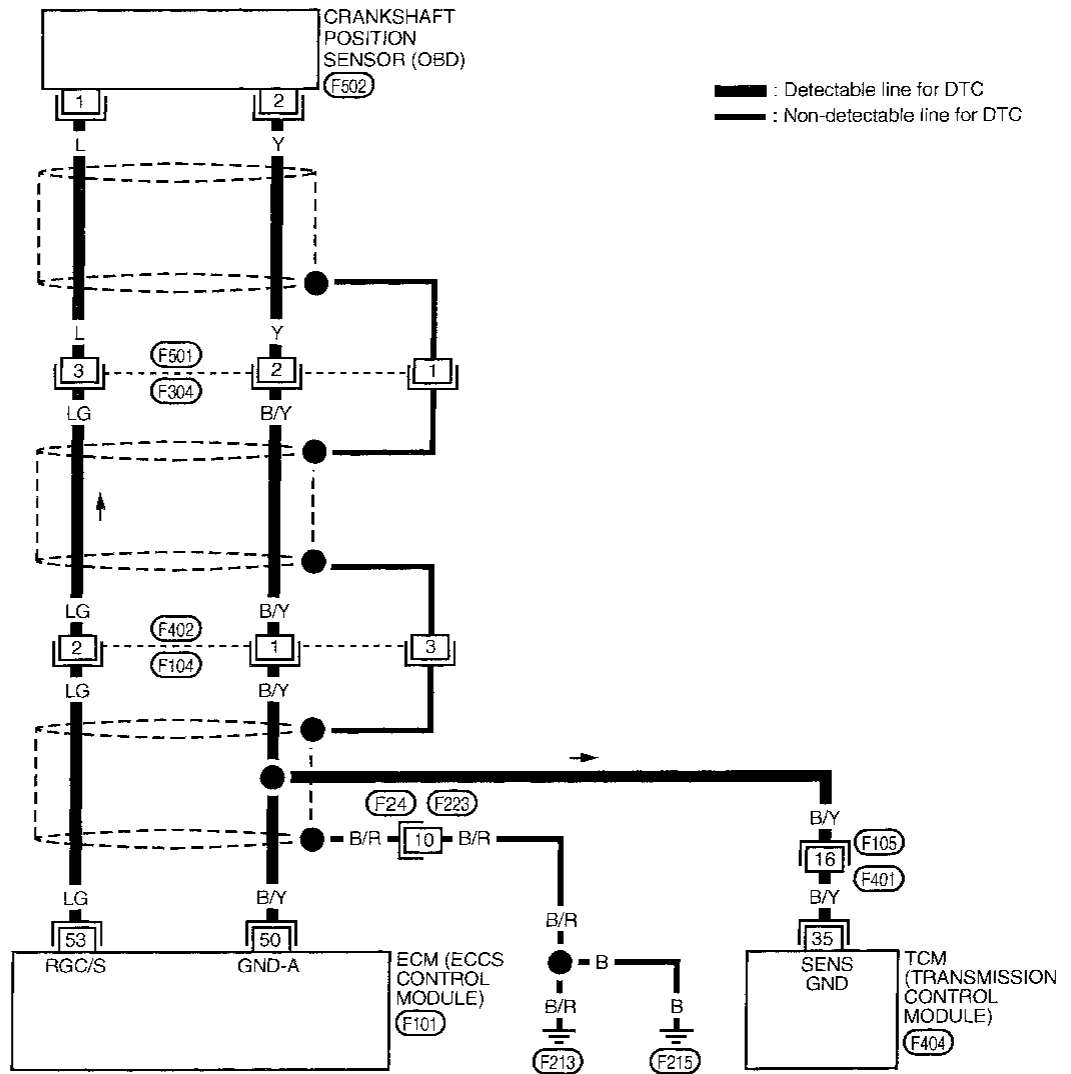 CRANKSHAFT
POSITION
SENSOR (OBD)
F502
1
2
: Detectable line for DTC
: Non-detectable line for DTC
L
Y
L
Y
3
F501
F304
2
1
LG
B/Y
LG
B/Y
2
F402
F104
1
3
LG
B/Y
F24
F223
B/R
10
B/R
B/Y
16
F105
F401
LG
B/Y
B/Y
53
50
B/R
35
RGC/S
GND-A
ECM (ECCS
CONTROL
MODULE)
F101
B
SENS
GND
TCM
(TRANSMISSION
CONTROL
MODULE)
F404
B/R
B
F213
F215